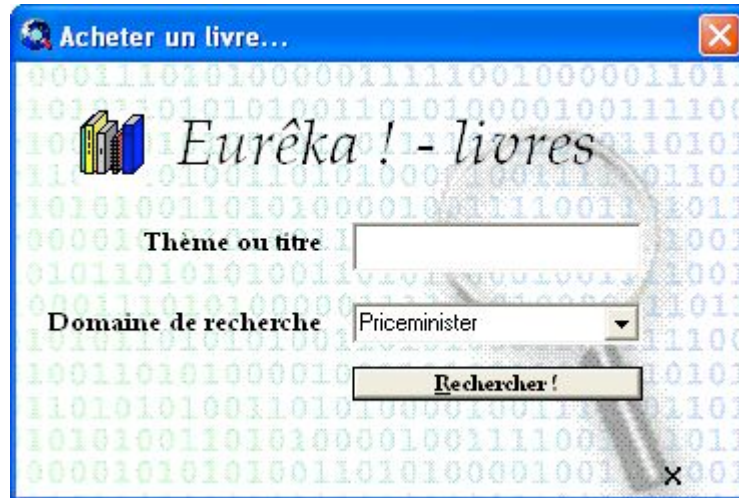 Acheter un livre...
Eurêka ! - livres
Thème ou titre
Domaine de recherche
Priceminister
Rechercher !
x